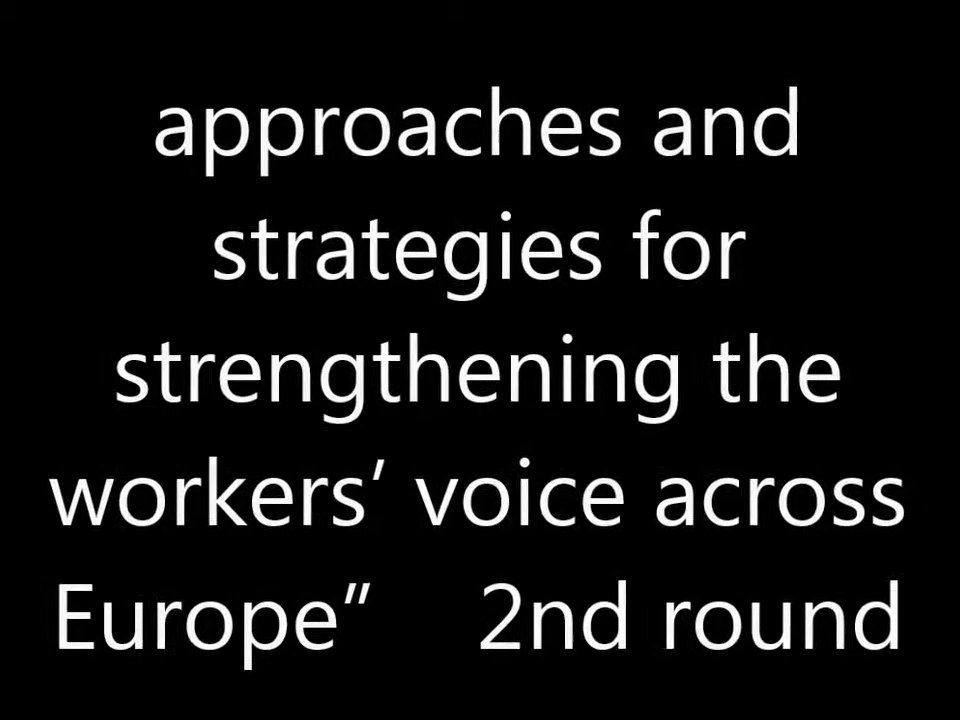 approaches and
strategies for
strengthening the
workers’ voice across
Europe” 2nd round